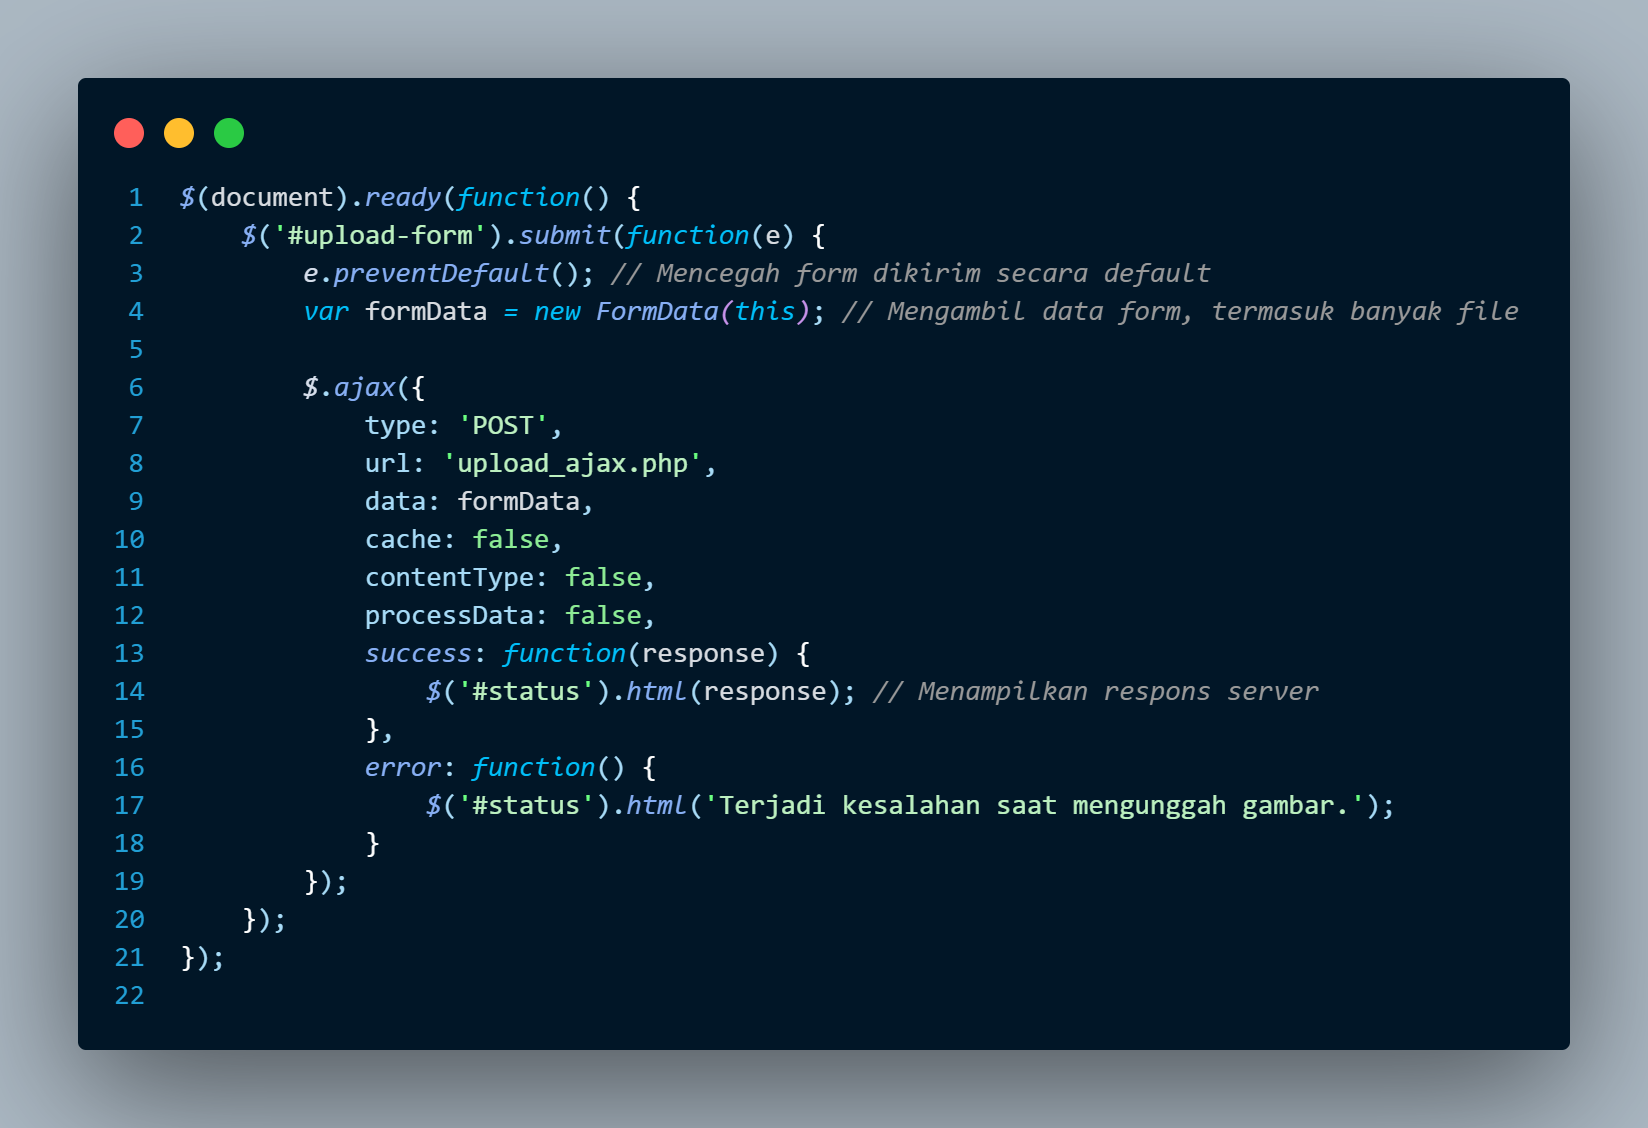 1 $(document).ready(function() {
2     $('#upload-form').submit(function(e) {
3         e.preventDefault(); // Mencegah form dikirim secara default
4         var formData = new FormData(this); // Mengambil data form, termasuk banyak file
5
6         $.ajax({
7             type: 'POST',
8             url: 'upload_ajax.php',
9             data: formData,
10             cache: false,
11             contentType: false,
12             processData: false,
13             success: function(response) {
14                 $('#status').html(response); // Menampilkan respons server
15             },
16             error: function() {
17                 $('#status').html('Terjadi kesalahan saat mengunggah gambar.');
18             }
19         });
20     });
21 });
22